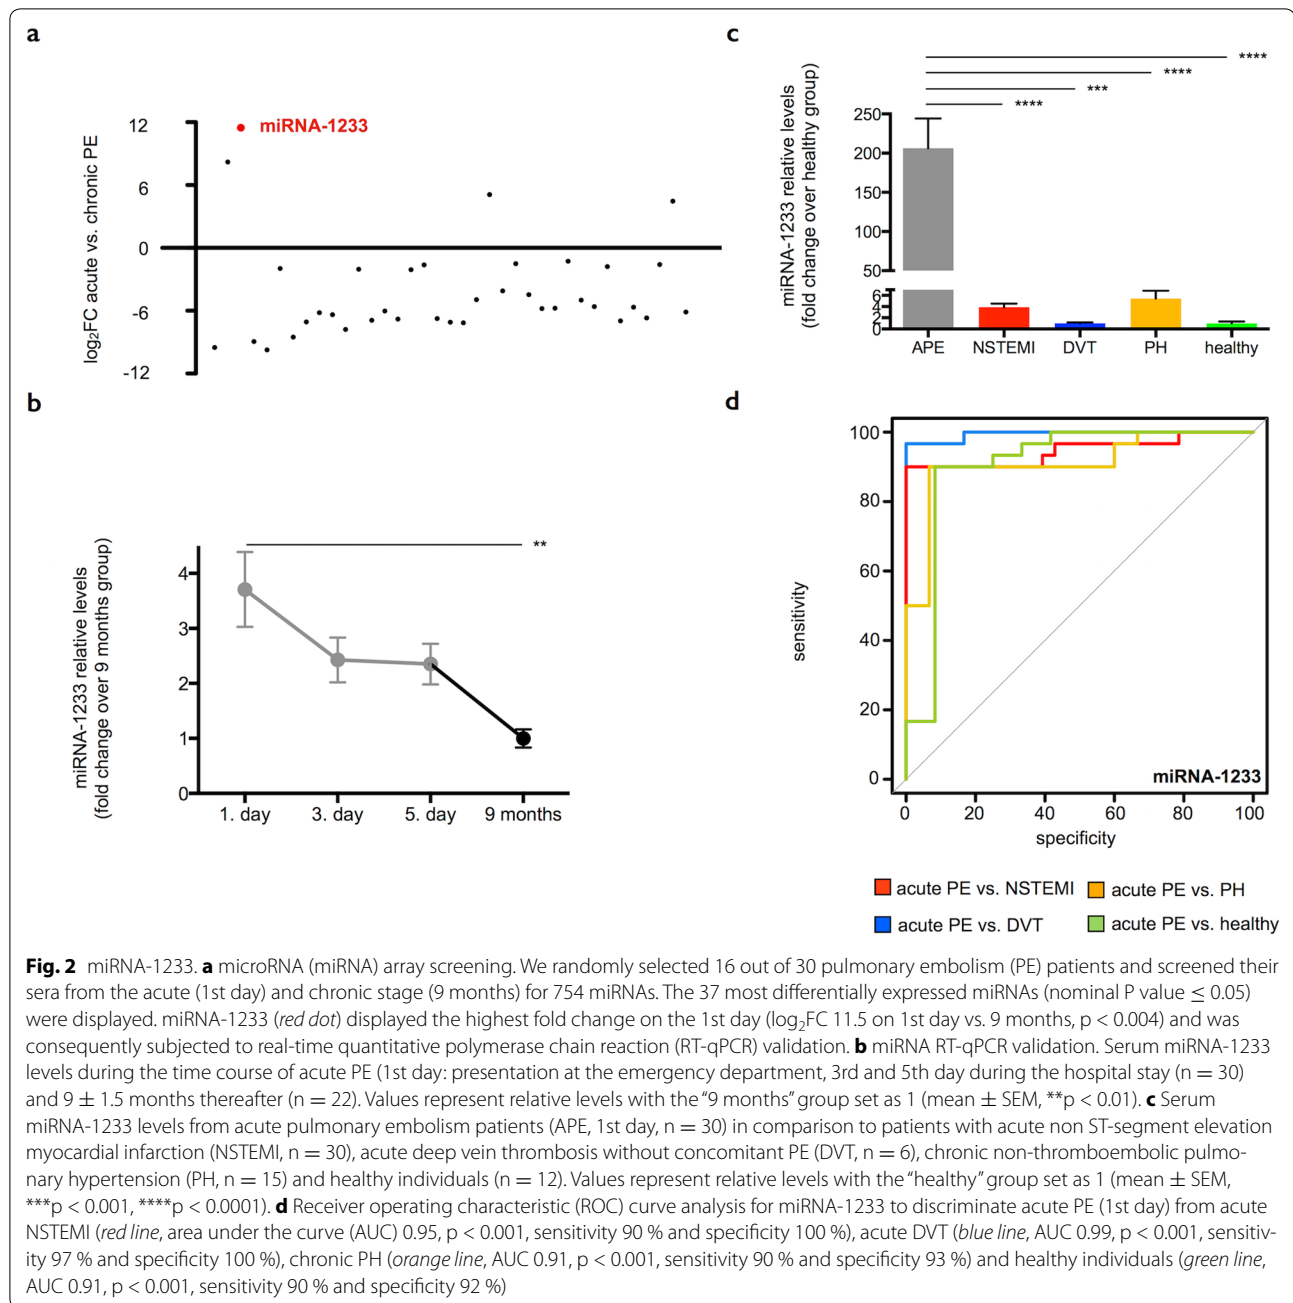 a
log₂FC acute vs. chronic PE
12
6
0
-6
-12
miRNA-1233
b
miRNA-1233 relative levels
(fold change over 9 months group)
4
3
2
1
0
**
1. day 3. day 5. day 9 months
c
miRNA-1233 relative levels
(fold change over healthy group)
****
****
***
****
250
200
150
100
50
6
4
2
0
APE NSTEMI DVT PH healthy
d
sensitivity
100
80
60
40
20
0
miRNA-1233
0 20 40 60 80 100
specificity
acute PE vs. NSTEMI acute PE vs. PH
acute PE vs. DVT acute PE vs. healthy
Fig. 2 miRNA-1233. a microRNA (miRNA) array screening. We randomly selected 16 out of 30 pulmonary embolism (PE) patients and screened their
sera from the acute (1st day) and chronic stage (9 months) for 754 miRNAs. The 37 most differentially expressed miRNAs (nominal P value ≤ 0.05)
were displayed. miRNA-1233 (red dot) displayed the highest fold change on the 1st day (log₂FC 11.5 on 1st day vs. 9 months, p < 0.004) and was
consequently subjected to real-time quantitative polymerase chain reaction (RT-qPCR) validation. b miRNA RT-qPCR validation. Serum miRNA-1233
levels during the time course of acute PE (1st day: presentation at the emergency department, 3rd and 5th day during the hospital stay (n = 30)
and 9 ± 1.5 months thereafter (n = 22). Values represent relative levels with the “9 months” group set as 1 (mean ± SEM, **p < 0.01). c Serum
miRNA-1233 levels from acute pulmonary embolism patients (APE, 1st day, n = 30) in comparison to patients with acute non ST-segment elevation
myocardial infarction (NSTEMI, n = 30), acute deep vein thrombosis without concomitant PE (DVT, n = 6), chronic non-thromboembolic pulmo-
nary hypertension (PH, n = 15) and healthy individuals (n = 12). Values represent relative levels with the “healthy” group set as 1 (mean ± SEM,
***p < 0.001, ****p < 0.0001). d Receiver operating characteristic (ROC) curve analysis for miRNA-1233 to discriminate acute PE (1st day) from acute
NSTEMI (red line, area under the curve (AUC) 0.95, p < 0.001, sensitivity 90 % and specificity 100 %), acute DVT (blue line, AUC 0.99, p < 0.001, sensitiv-
ity 97 % and specificity 100 %), chronic PH (orange line, AUC 0.91, p < 0.001, sensitivity 90 % and specificity 93 %) and healthy individuals (green line,
AUC 0.91, p < 0.001, sensitivity 90 % and specificity 92 %)